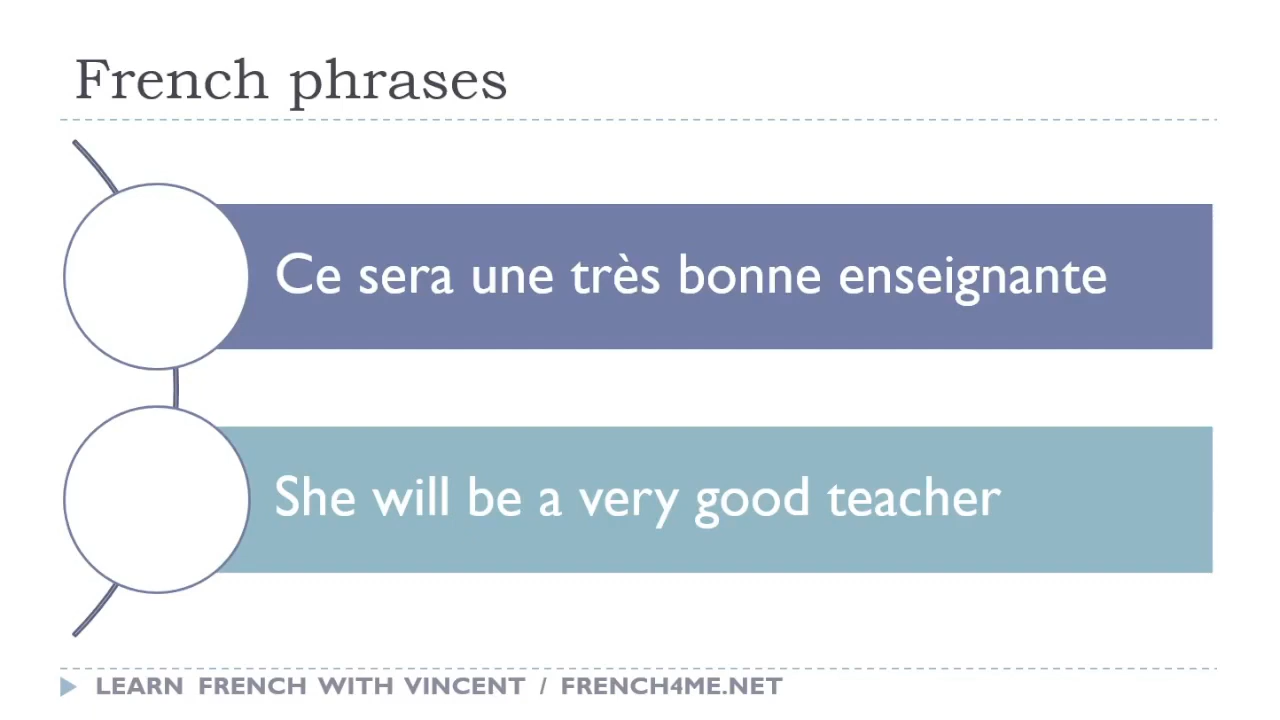 French phrases
Ce sera une très bonne enseignante
She will be a very good teacher
LEARN FRENCH WITH VINCENT / FRENCH4ME.NET